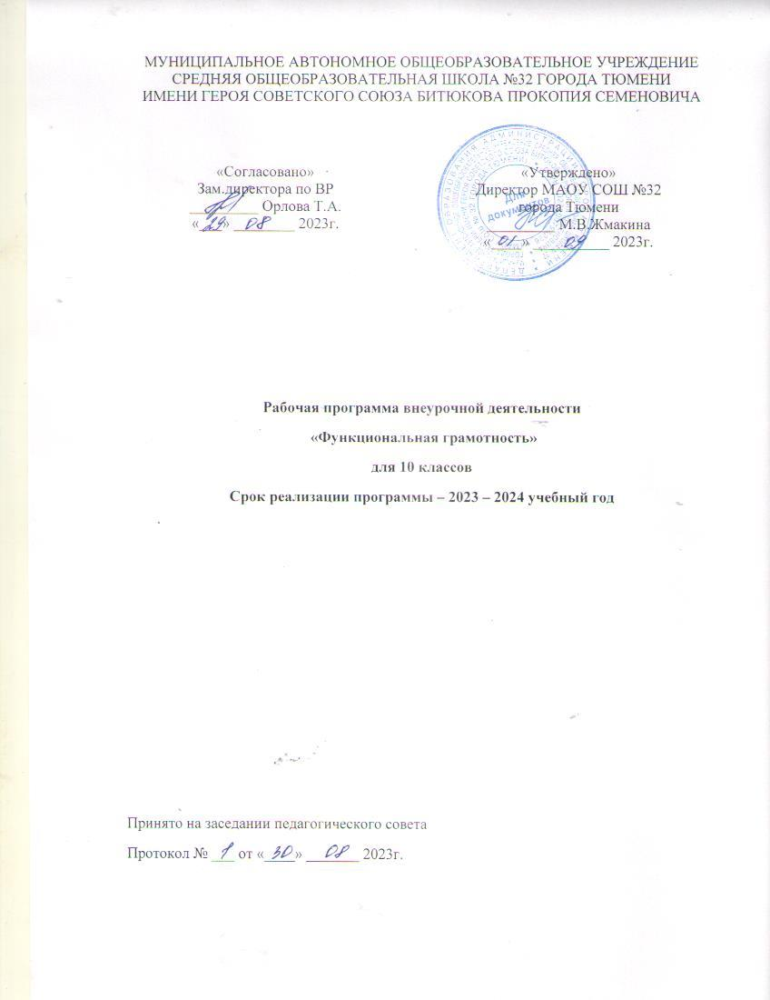 МУНИЦИПАЛЬНОЕ АВТОНОМНОЕ ОБЩЕОБРАЗОВАТЕЛЬНОЕ УЧРЕЖДЕНИЕ
СРЕДНЯЯ ОБЩЕОБРАЗОВАТЕЛЬНАЯ ШКОЛА №32 ГОРОДА ТЮМЕНИ
ИМЕНИ ГЕРОЯ СОВЕТСКОГО СОЮЗА БИТЮКОВА ПРОКОПИЯ СЕМЕНОВИЧА
«Согласовано»
Зам.директора по ВР
_________ Орлова Т.А.
«29» 08 2023г.
«Утверждено»
Директор МАОУ СОШ №32
города Тюмени
_________ М.В.Жмакина
«01» 09 2023г.
Для
документов
Рабочая программа внеурочной деятельности
«Функциональная грамотность»
для 10 классов
Срок реализации программы – 2023 – 2024 учебный год
Принято на заседании педагогического совета
Протокол № 1 от «30» 08 2023г.